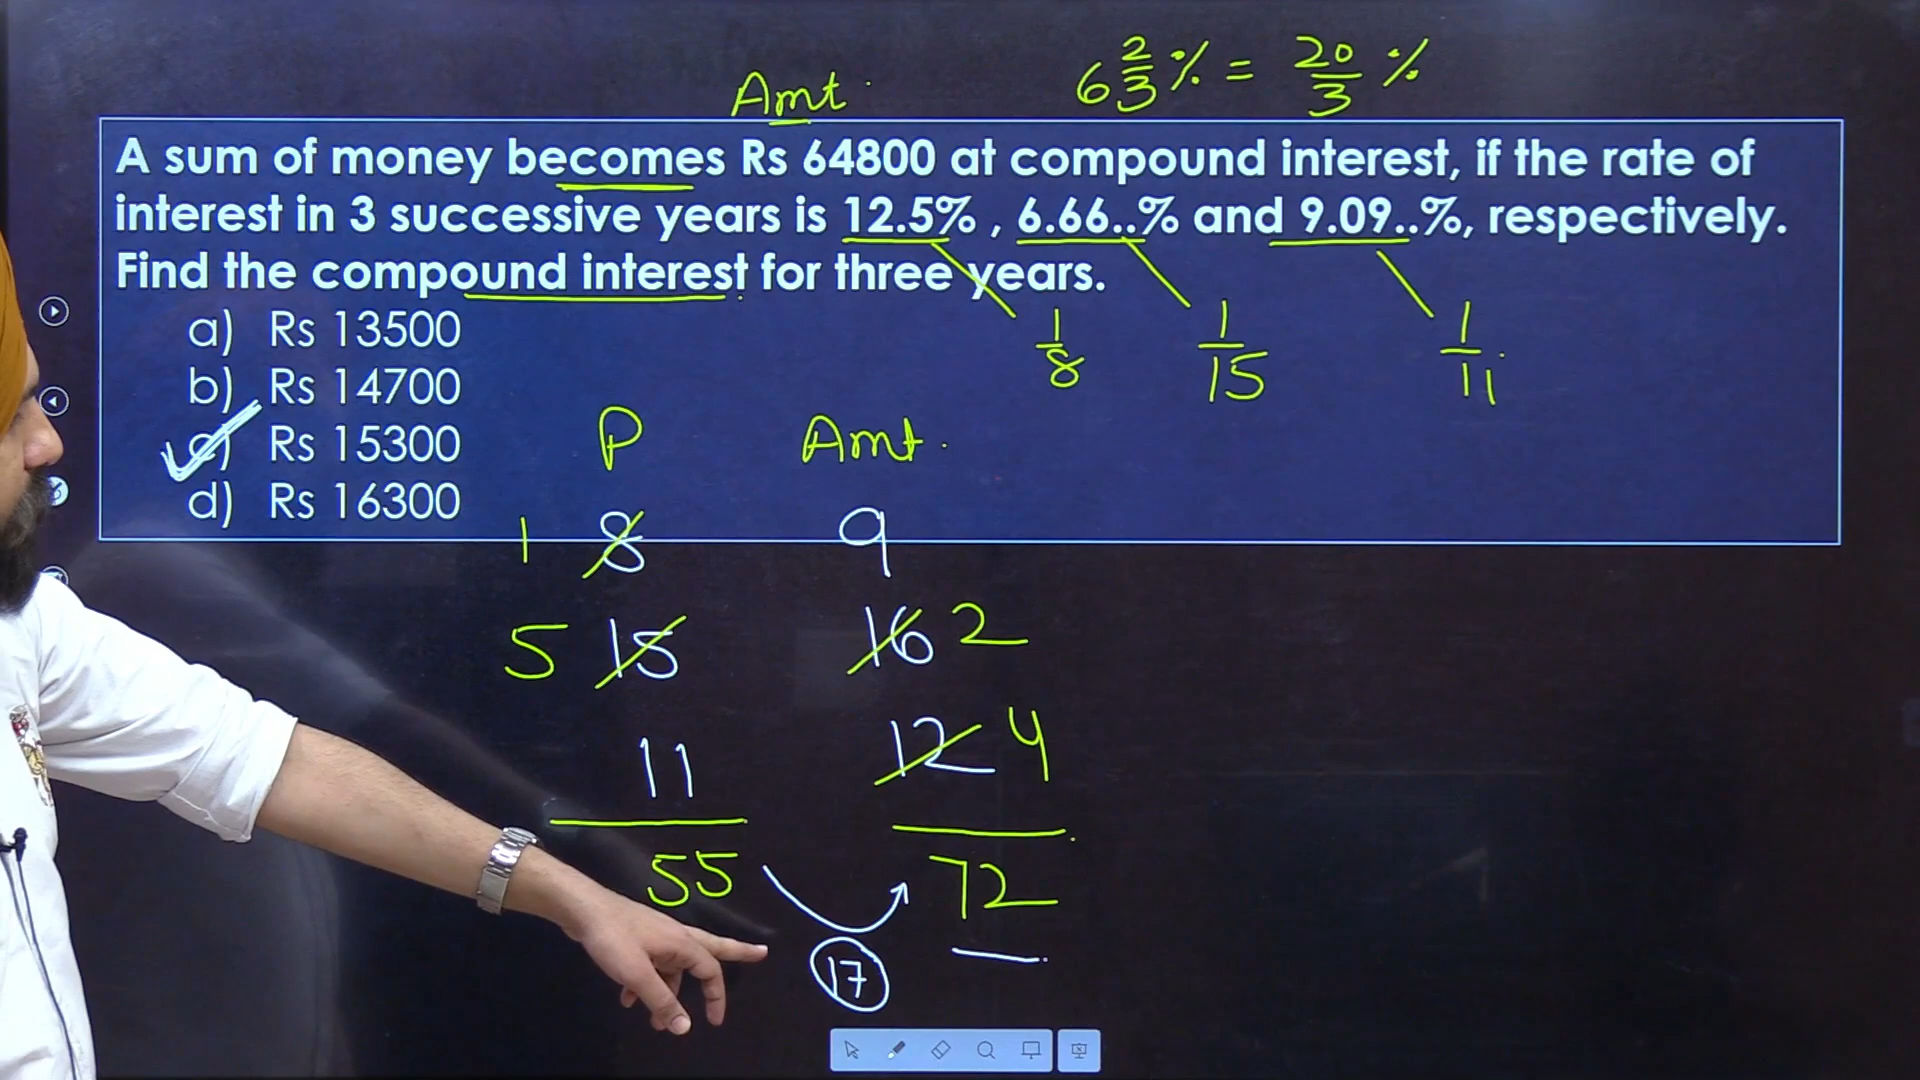 Amt.
6 2/3 % = 20/3 %
A sum of money becomes Rs 64800 at compound interest, if the rate of
interest in 3 successive years is 12.5% , 6.66..% and 9.09..%, respectively.
Find the compound interest for three years.
1/8 1/15 1/11
a) Rs 13500
b) Rs 14700
c) Rs 15300
d) Rs 16300
P Amt.
1 8 9
5 15 16 2
11 12 4
55 72
17